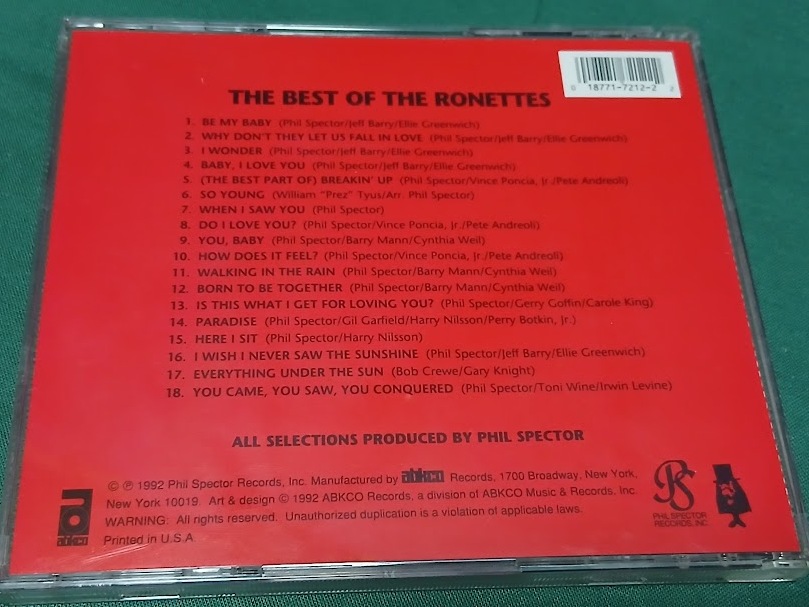 0 18771-7212-2 2
THE BEST OF THE RONETTES
1. BE MY BABY (Phil Spector/Jeff Barry/Ellie Greenwich)
2. WHY DON'T THEY LET US FALL IN LOVE (Phil Spector/Jeff Barry/Ellie Greenwich)
3. I WONDER (Phil Spector/Jeff Barry/Ellie Greenwich)
4. BABY, I LOVE YOU (Phil Spector/Jeff Barry/Ellie Greenwich)
5. (THE BEST PART OF) BREAKIN' UP (Phil Spector/Vince Poncia, Jr./Pete Andreoli)
6. SO YOUNG (William "Prez" Tyus/Arr. Phil Spector)
7. WHEN I SAW YOU (Phil Spector)
8. DO I LOVE YOU? (Phil Spector/Vince Poncia, Jr./Pete Andreoli)
9. YOU, BABY (Phil Spector/Barry Mann/Cynthia Weil)
10. HOW DOES IT FEEL? (Phil Spector/Vince Poncia, Jr./Pete Andreoli)
11. WALKING IN THE RAIN (Phil Spector/Barry Mann/Cynthia Weil)
12. BORN TO BE TOGETHER (Phil Spector/Barry Mann/Cynthia Weil)
13. IS THIS WHAT I GET FOR LOVING YOU? (Phil Spector/Gerry Goffin/Carole King)
14. PARADISE (Phil Spector/Gil Garfield/Harry Nilsson/Perry Botkin, Jr.)
15. HERE I SIT (Phil Spector/Harry Nilsson)
16. I WISH I NEVER SAW THE SUNSHINE (Phil Spector/Jeff Barry/Ellie Greenwich)
17. EVERYTHING UNDER THE SUN (Bob Crewe/Gary Knight)
18. YOU CAME, YOU SAW, YOU CONQUERED (Phil Spector/Toni Wine/Irwin Levine)
ALL SELECTIONS PRODUCED BY PHIL SPECTOR
© ℗ 1992 Phil Spector Records, Inc. Manufactured by abkco Records, 1700 Broadway, New York,
New York 10019. Art & design © 1992 ABKCO Records, a division of ABKCO Music & Records, Inc.
WARNING: All rights reserved. Unauthorized duplication is a violation of applicable laws.
Printed in U.S.A
abkco
PS
PHIL SPECTOR
RECORDS, INC